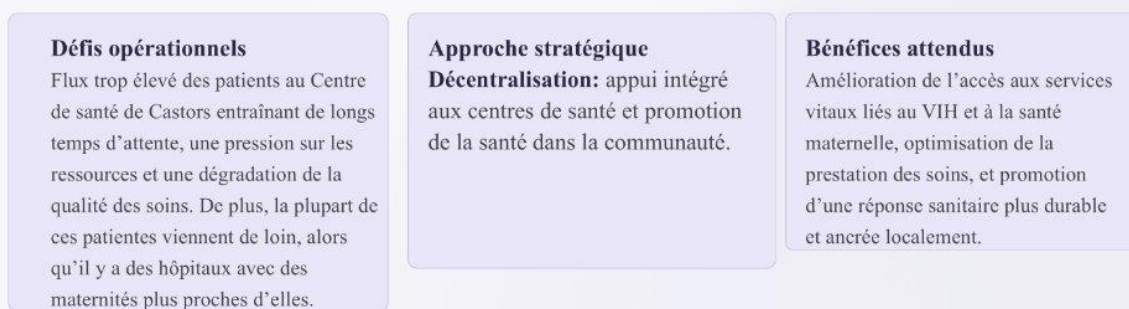 Défis opérationnels
Flux trop élevé des patients au Centre
de santé de Castors entraînant de longs
temps d’attente, une pression sur les
ressources et une dégradation de la
qualité des soins. De plus, la plupart de
ces patientes viennent de loin, alors
qu’il y a des hôpitaux avec des
maternités plus proches d’elles.
Approche stratégique
Décentralisation: appui intégré
aux centres de santé et promotion
de la santé dans la communauté.
Bénéfices attendus
Amélioration de l’accès aux services
vitaux liés au VIH et à la santé
maternelle, optimisation de la
prestation des soins, et promotion
d’une réponse sanitaire plus durable
et ancrée localement.